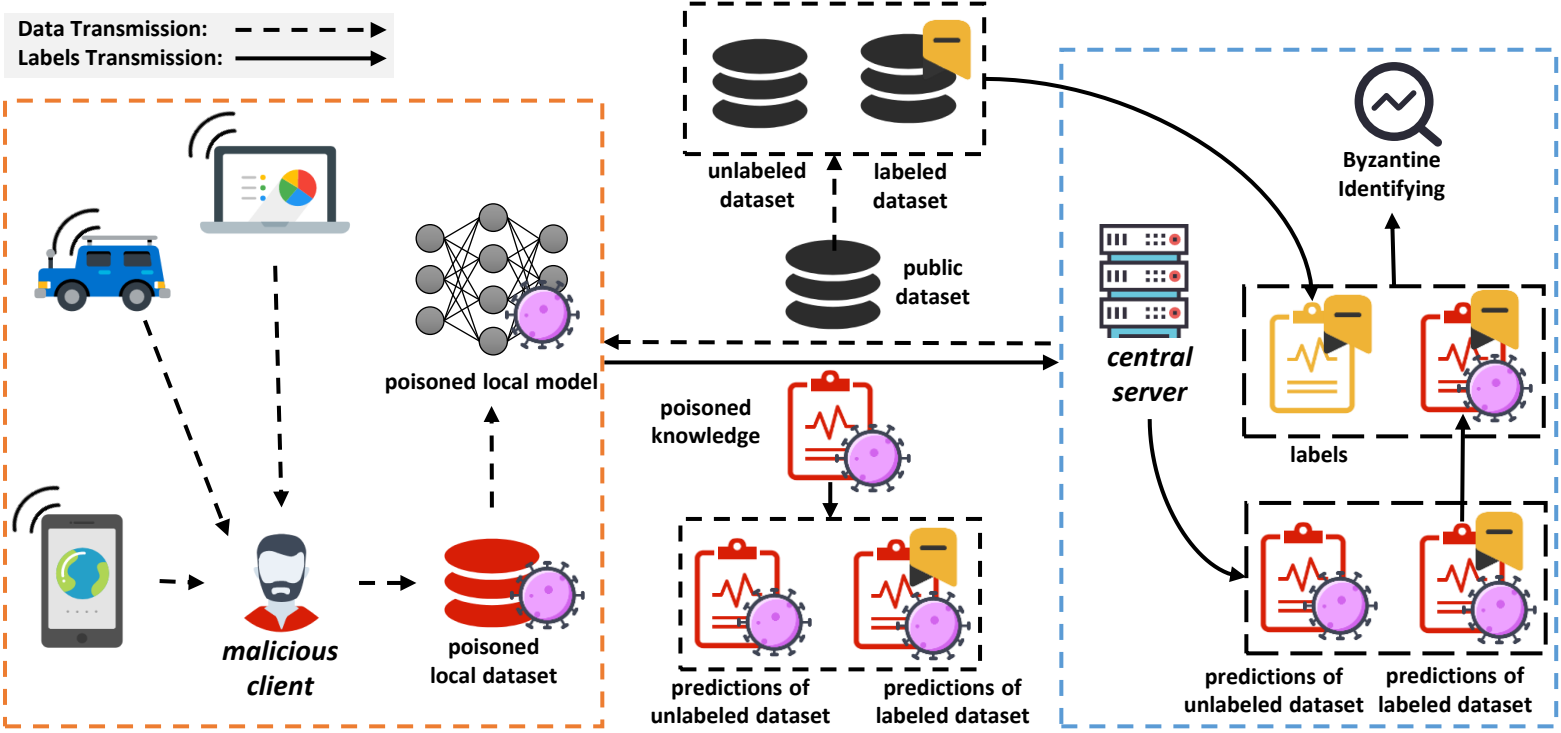 Data Transmission:
Labels Transmission:
unlabeled
dataset
labeled
dataset
public
dataset
Byzantine
Identifying
central
server
labels
poisoned local model
poisoned
knowledge
malicious
client
poisoned
local dataset
predictions of
unlabeled dataset
predictions of
labeled dataset
predictions of
unlabeled dataset
predictions of
labeled dataset